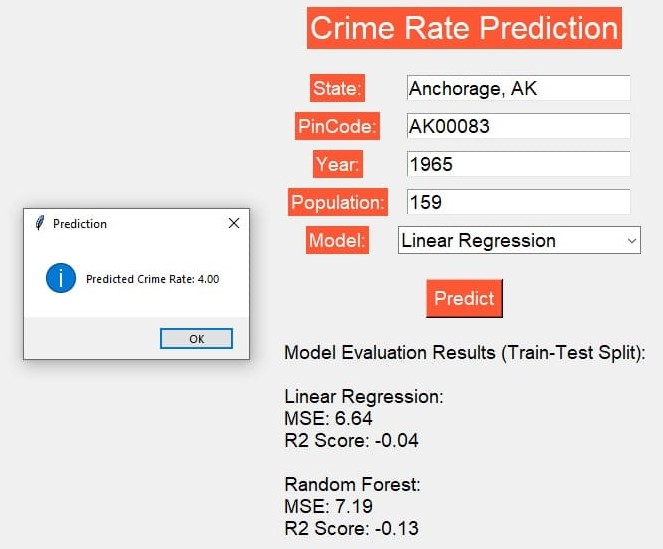 Crime Rate Prediction
State: Anchorage, AK
PinCode: AK00083
Year: 1965
Population: 159
Model: Linear Regression
Predict
Prediction
Predicted Crime Rate: 4.00
OK
Model Evaluation Results (Train-Test Split):
Linear Regression:
MSE: 6.64
R2 Score: -0.04
Random Forest:
MSE: 7.19
R2 Score: -0.13